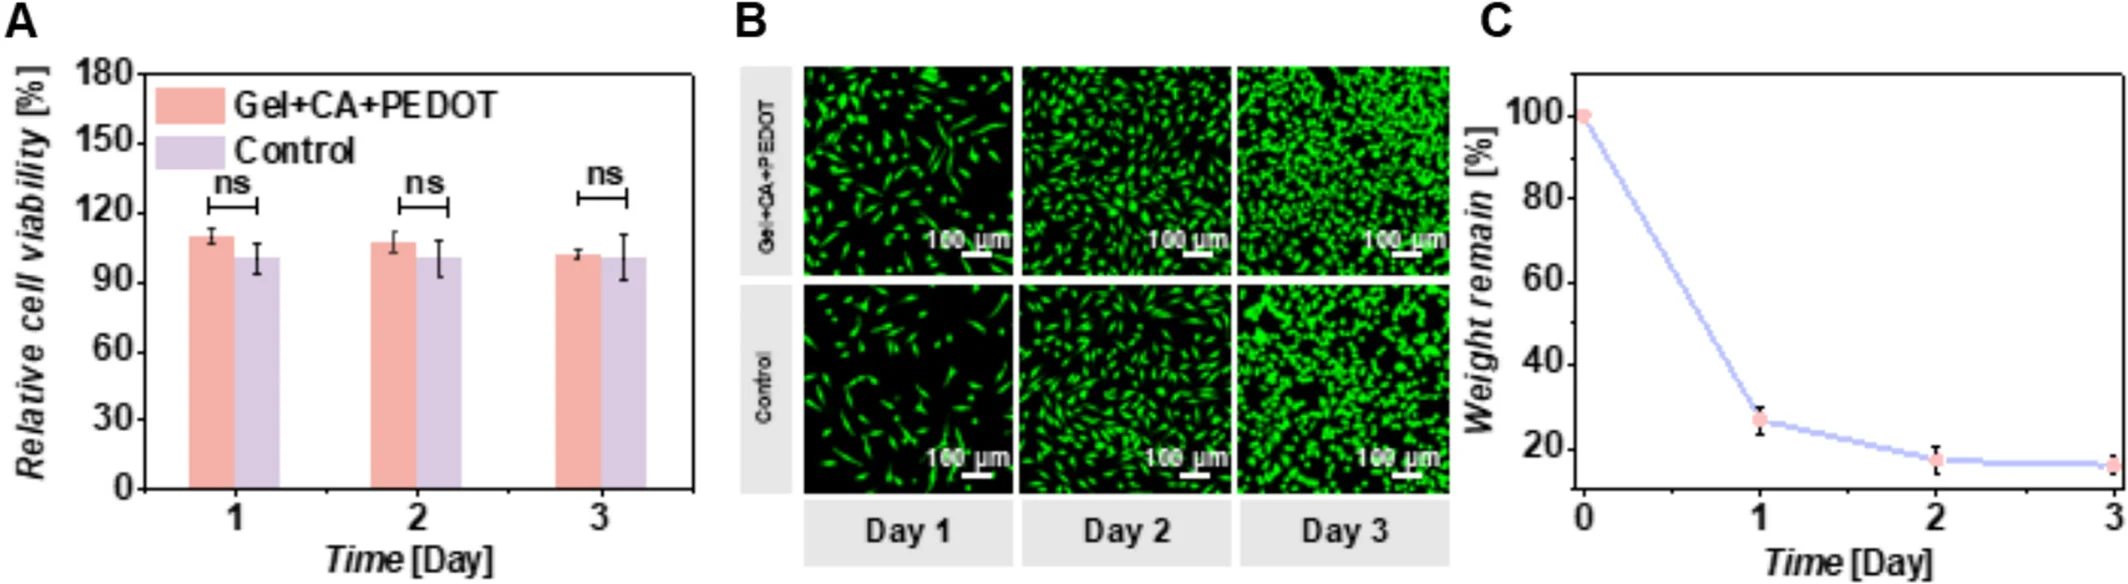 A
Relative cell viability [%]
180
150
120
90
60
30
0
Gel+CA+PEDOT
Control
ns
ns
ns
1
2
3
Time [Day]
B
Gel+CA+PEDOT
Control
100 µm
100 µm
100 µm
100 µm
100 µm
100 µm
Day 1
Day 2
Day 3
C
Weight remain [%]
100
80
60
40
20
0
1
2
3
Time [Day]